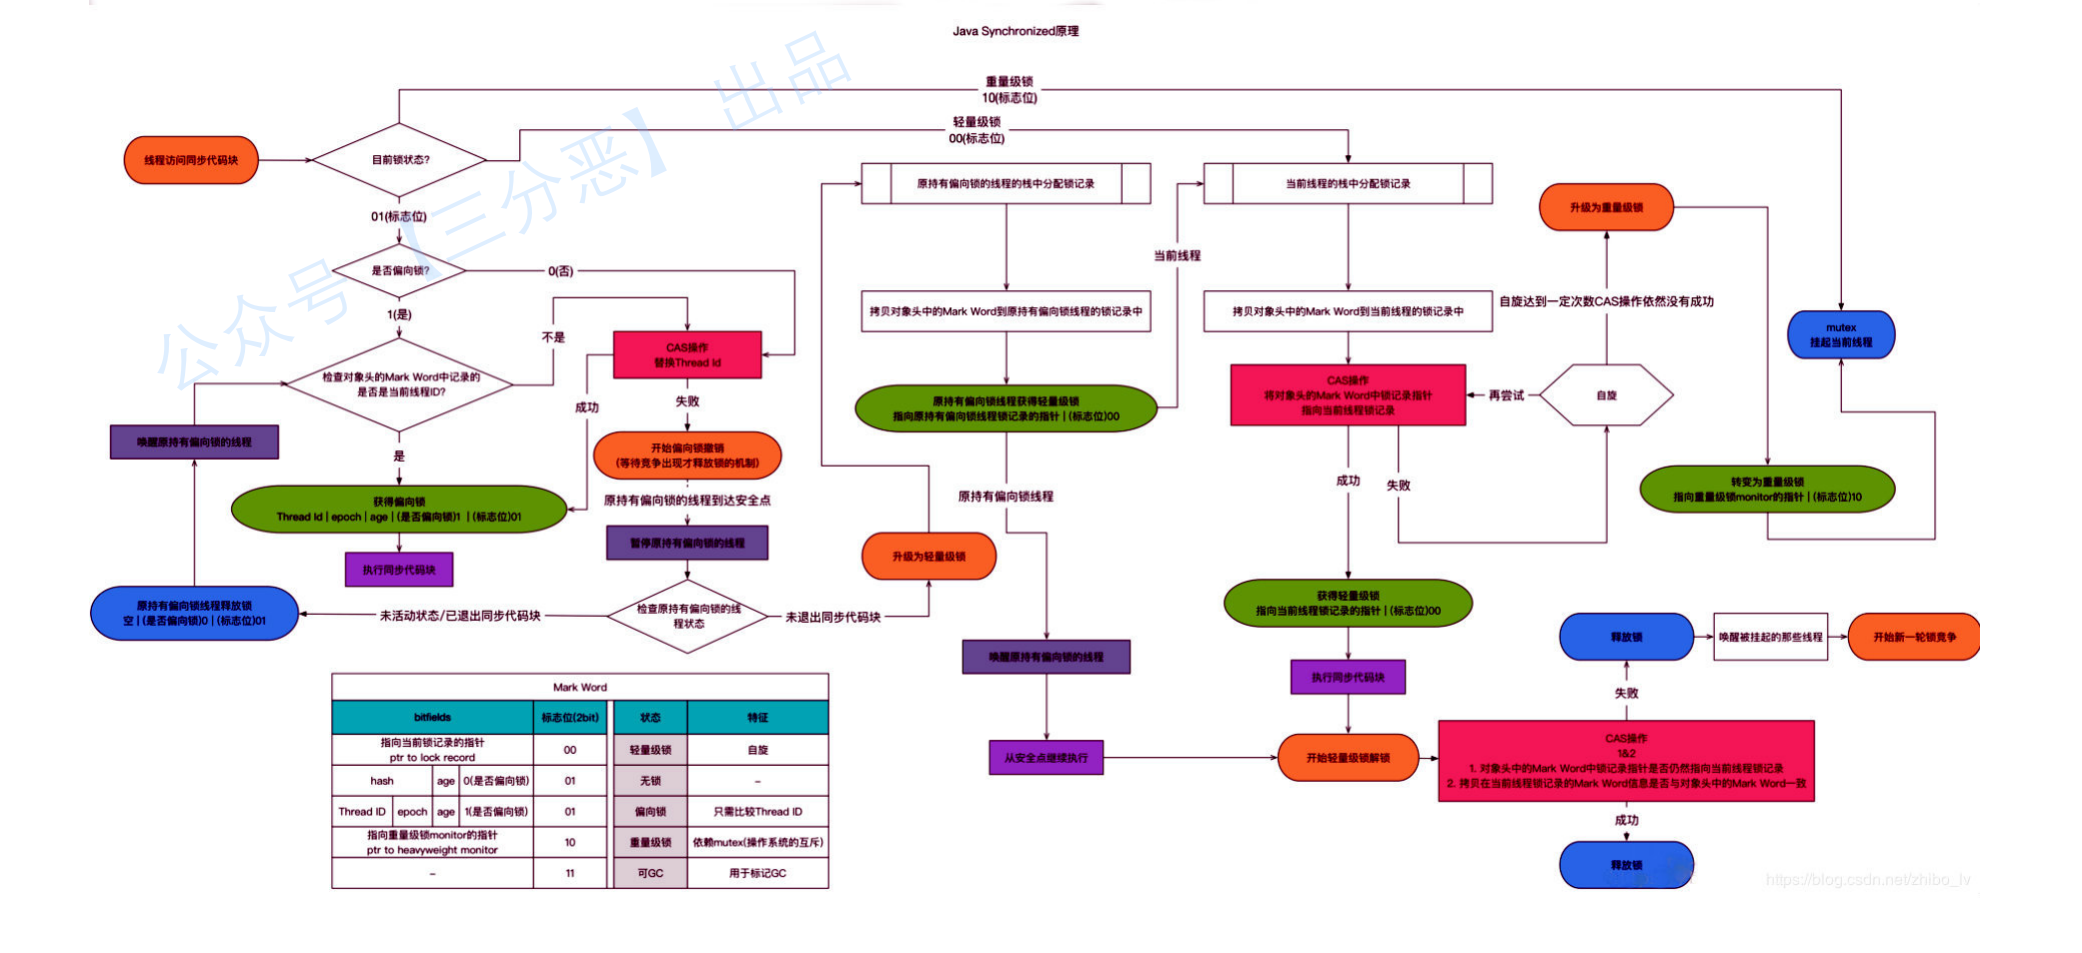 Java Synchronized原理
重量级锁
10(标志位)
轻量级锁
00(标志位)
线程访问同步代码块
目前锁状态?
01(标志位)
是否偏向锁?
0(否)
1(是)
不是
检查对象头的Mark Word中记录的
是否是当前线程ID?
CAS操作
替换Thread Id
成功
失败
唤醒原持有偏向锁的线程
是
开始偏向锁撤销
(等待竞争出现才释放锁的机制)
原持有偏向锁的线程到达安全点
获得偏向锁
Thread Id | epoch | age | (是否偏向锁)1 | (标志位)01
暂停原持有偏向锁的线程
执行同步代码块
原持有偏向锁线程释放锁
空 | (是否偏向锁)0 | (标志位)01
未活动状态/已退出同步代码块
检查原持有偏向锁的线
程状态
未退出同步代码块
升级为轻量级锁
原持有偏向锁的线程的栈中分配锁记录
拷贝对象头中的Mark Word到原持有偏向锁线程的锁记录中
原持有偏向锁线程获得轻量级锁
指向原持有偏向锁线程锁记录的指针 | (标志位)00
当前线程
原持有偏向锁线程
唤醒原持有偏向锁的线程
从安全点继续执行
当前线程的栈中分配锁记录
拷贝对象头中的Mark Word到当前线程的锁记录中
CAS操作
将对象头的Mark Word中锁记录指针
指向当前线程锁记录
再尝试
自旋
自旋达到一定次数CAS操作依然没有成功
升级为重量级锁
mutex
挂起当前线程
转变为重量级锁
指向重量级锁monitor的指针 | (标志位)10
成功
失败
获得轻量级锁
指向当前线程锁记录的指针 | (标志位)00
执行同步代码块
开始轻量级锁解锁
释放锁
唤醒被挂起的那些线程
开始新一轮锁竞争
失败
CAS操作
1&2
1. 对象头中的Mark Word中锁记录指针是否仍然指向当前线程锁记录
2. 拷贝在当前线程锁记录的Mark Word信息是否与对象头中的Mark Word一致
成功
释放锁
Mark Word
bitfields 标志位(2bit) 状态 特征
指向当前锁记录的指针
ptr to lock record 00 轻量级锁 自旋
hash age 0(是否偏向锁) 01 无锁 –
Thread ID epoch age 1(是否偏向锁) 01 偏向锁 只需比较Thread ID
指向重量级锁monitor的指针
ptr to heavyweight monitor 10 重量级锁 依赖mutex(操作系统的互斥)
– 11 可GC 用于标记GC
公众号【三分恶】出品
https://blog.csdn.net/zhibo_lv